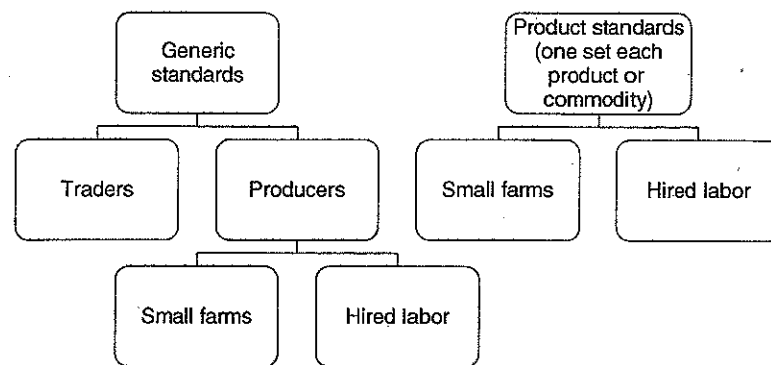 Generic
standards
Product standards
(one set each
product or
commodity)
Traders
Producers
Small farms
Hired labor
Small farms
Hired labor